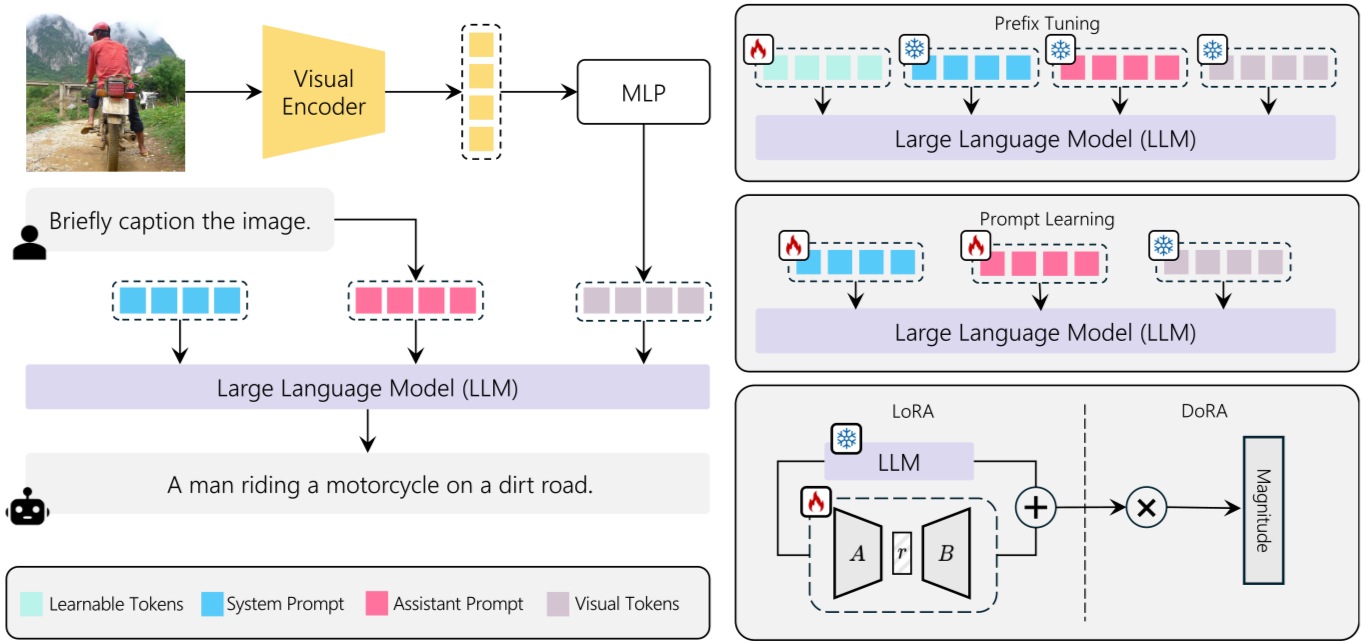 Visual
Encoder
MLP
Briefly caption the image.
Large Language Model (LLM)
A man riding a motorcycle on a dirt road.
Learnable Tokens
System Prompt
Assistant Prompt
Visual Tokens
Prefix Tuning
Large Language Model (LLM)
Prompt Learning
Large Language Model (LLM)
LoRA
DoRA
LLM
A
r
B
Magnitude